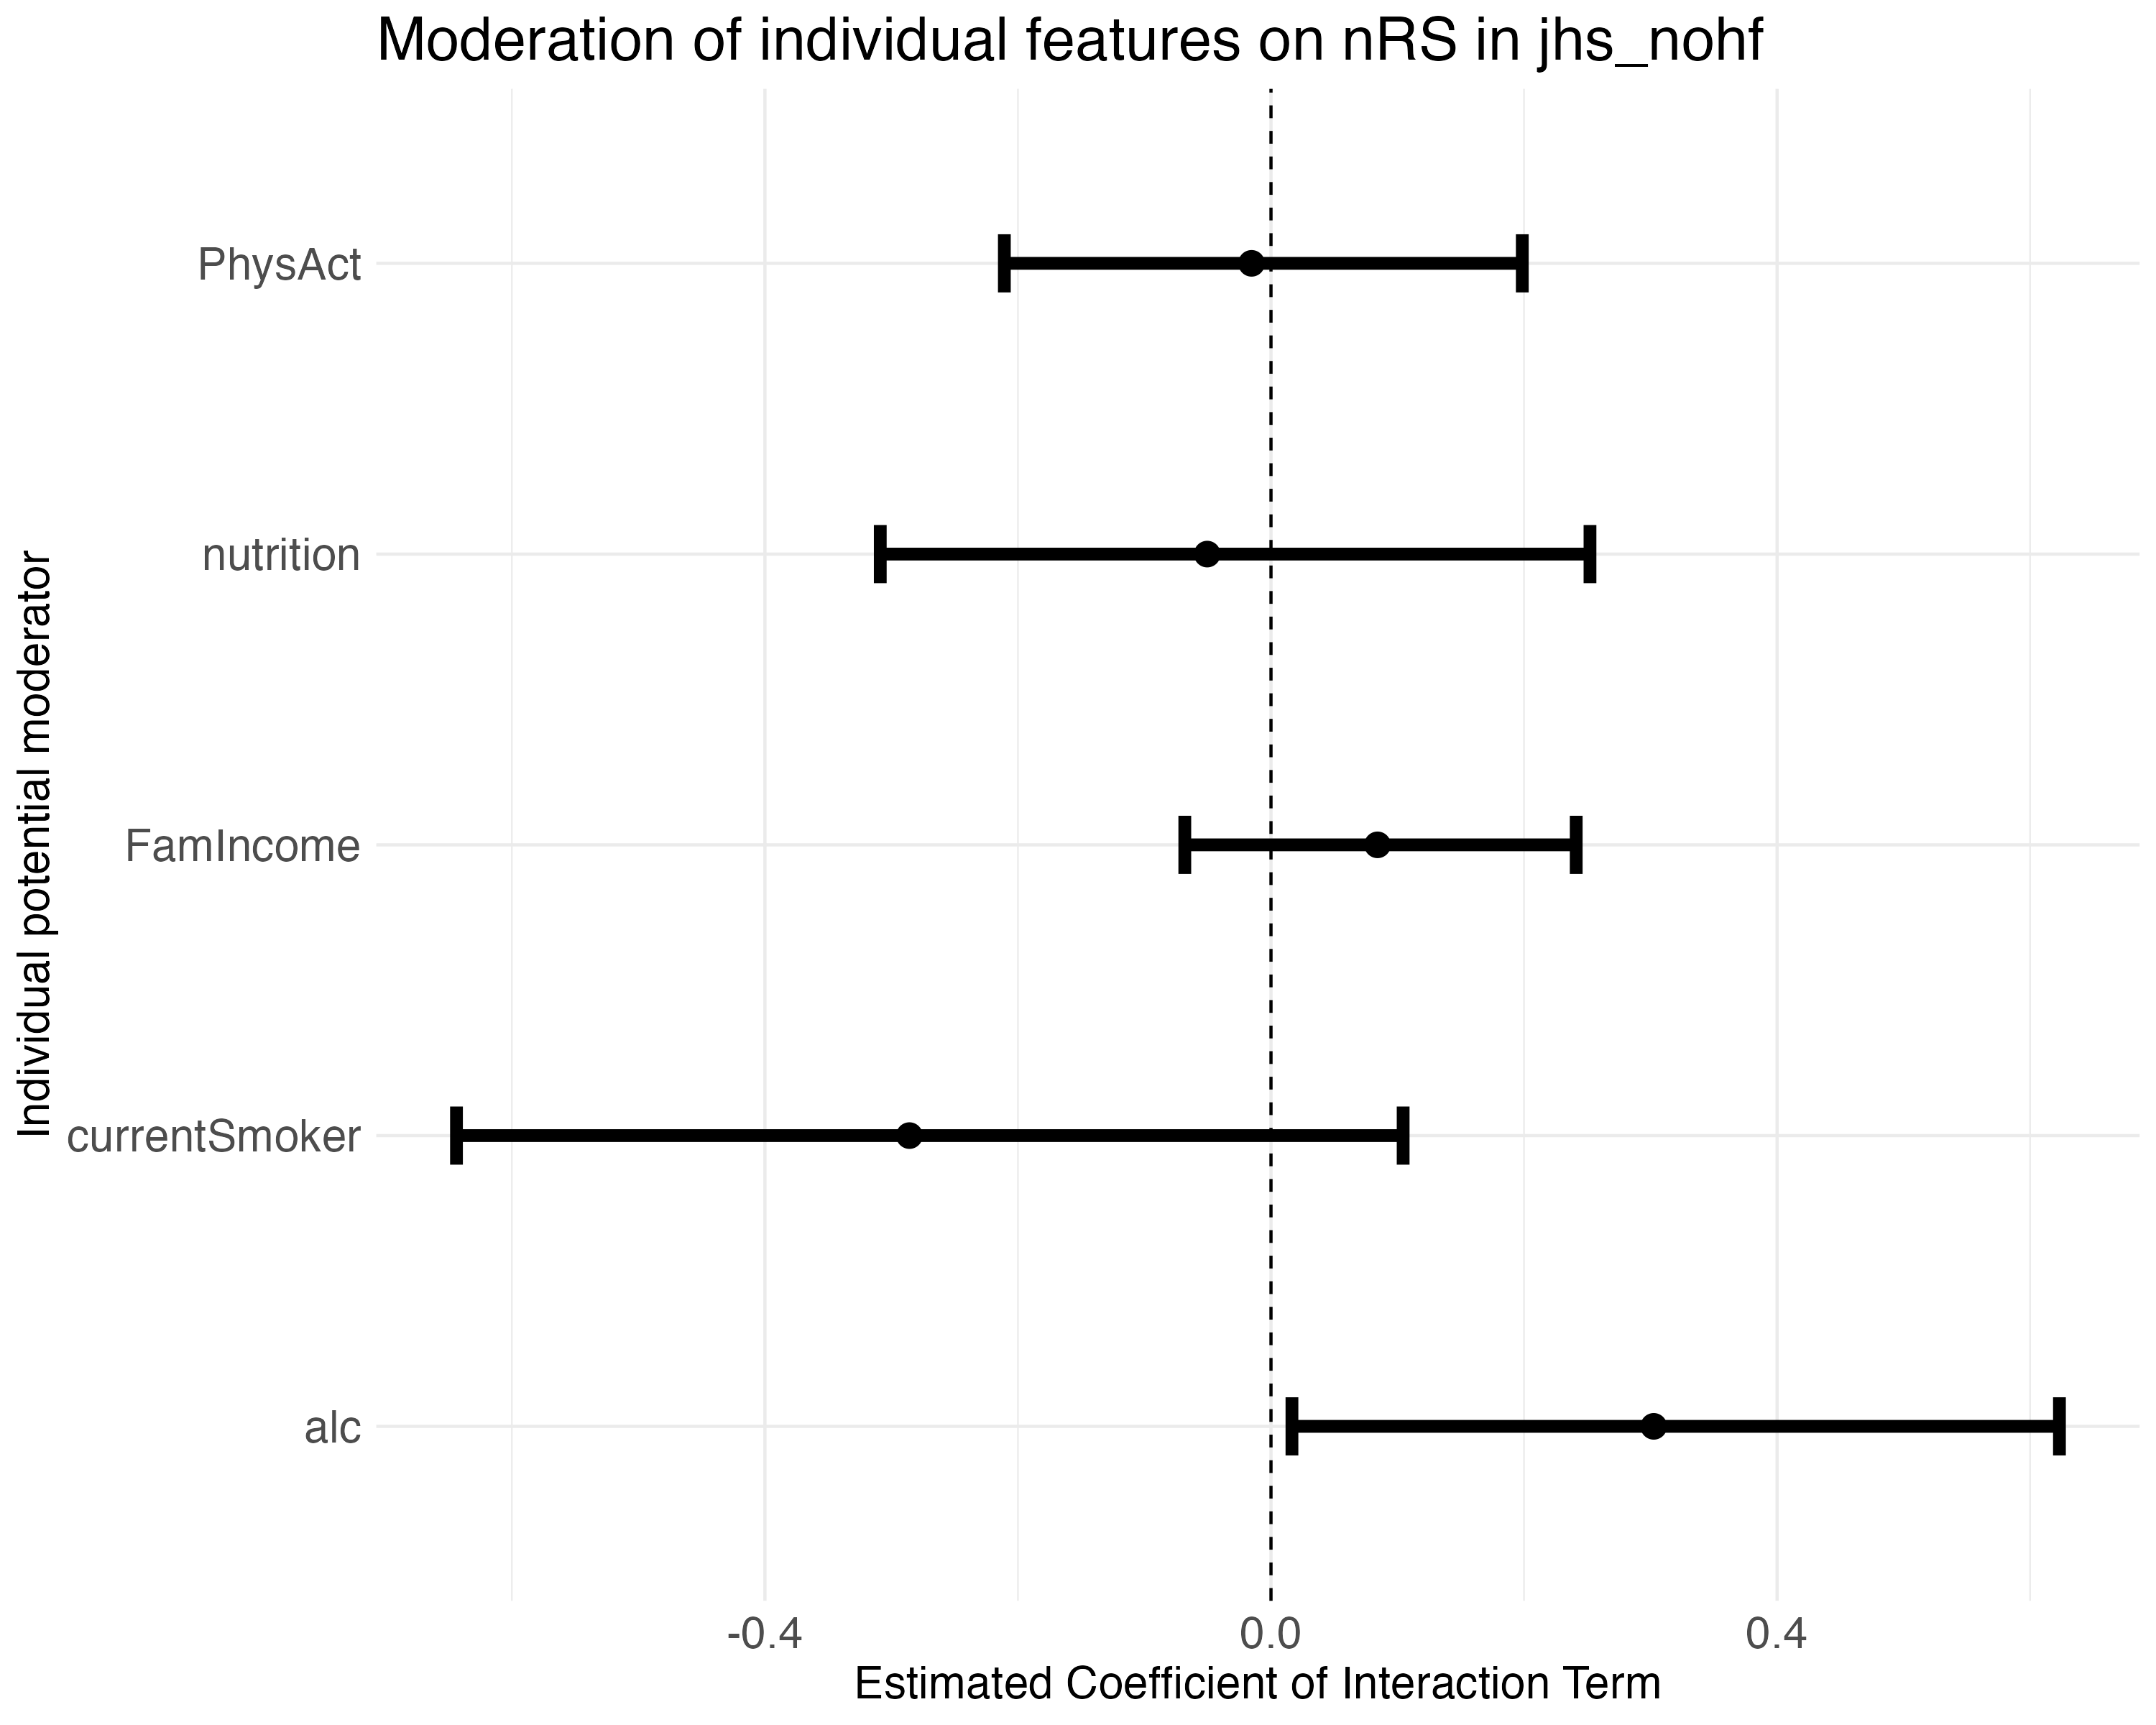 Moderation of individual features on nRS in jhs_nohf
Individual potential moderator
PhysAct
nutrition
FamIncome
currentSmoker
alc
-0.4
0.0
0.4
Estimated Coefficient of Interaction Term